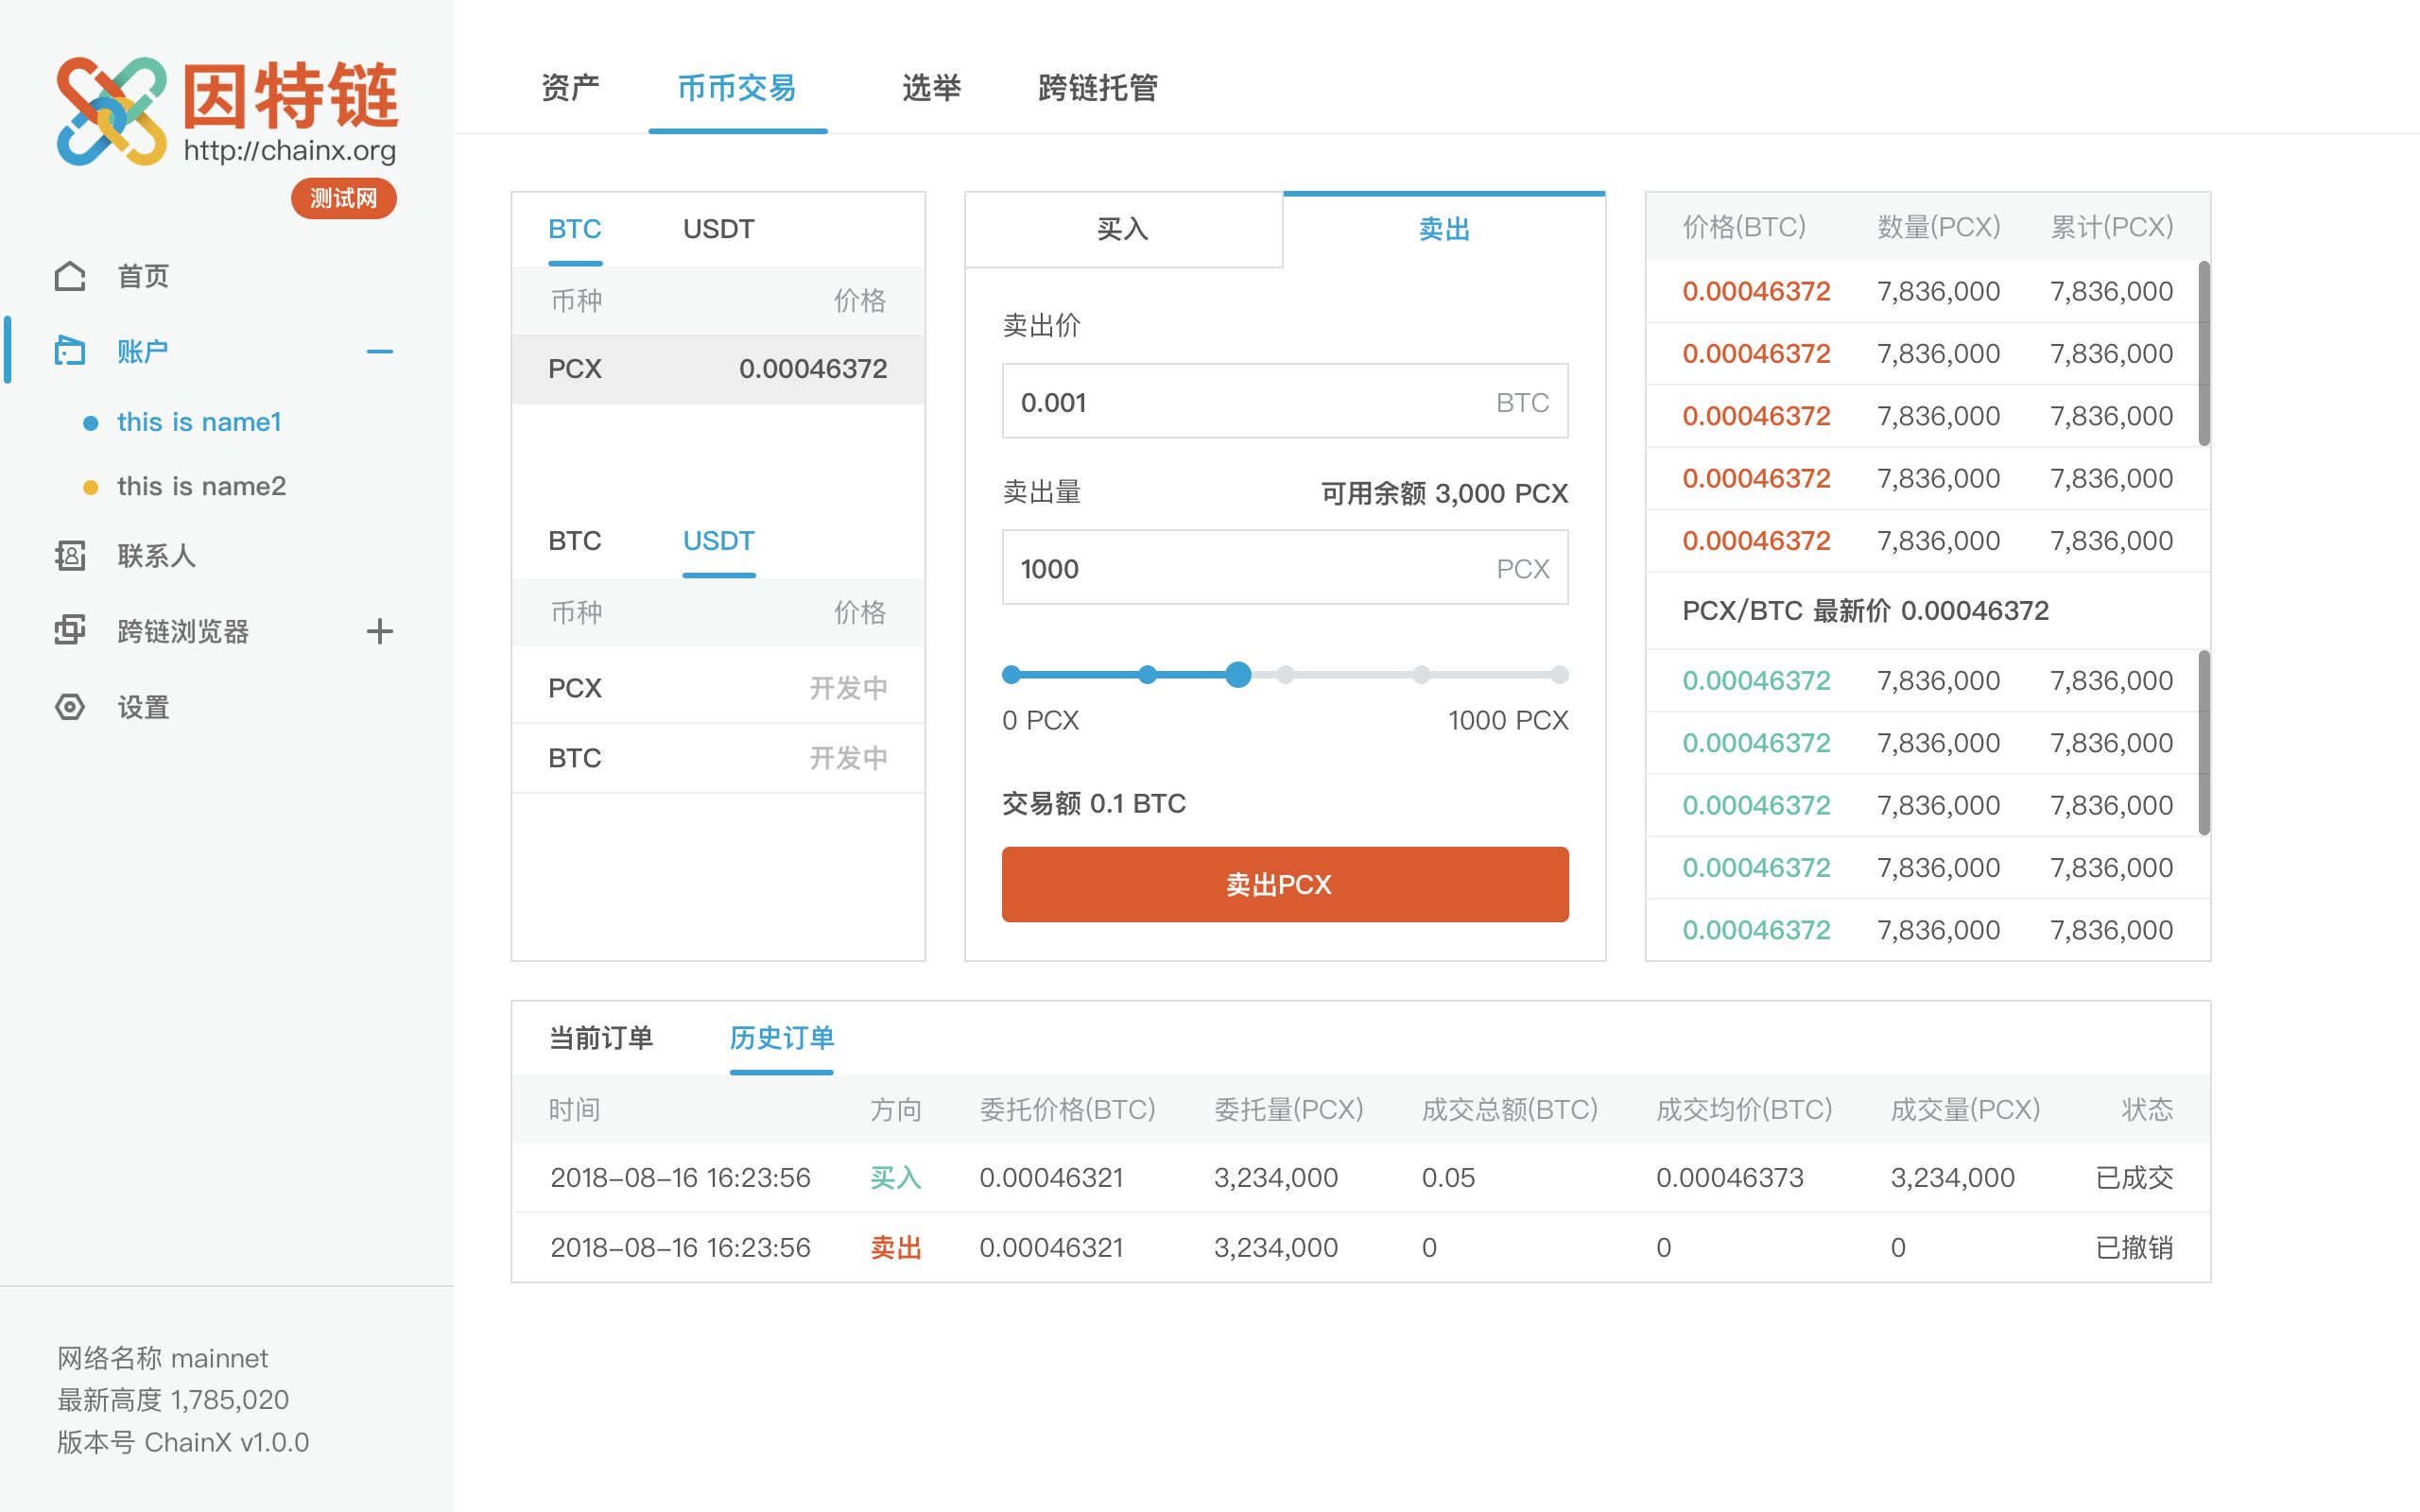 因特链
http://chainx.org
测试网
首页
账户
this is name1
this is name2
联系人
跨链浏览器
设置
网络名称 mainnet
最新高度 1,785,020
版本号 ChainX v1.0.0
资产 币币交易 选举 跨链托管
BTC USDT
币种 价格
PCX 0.00046372
BTC USDT
币种 价格
PCX 开发中
BTC 开发中
买入 卖出
卖出价
0.001 BTC
卖出量 可用余额 3,000 PCX
1000 PCX
0 PCX 1000 PCX
交易额 0.1 BTC
卖出PCX
价格(BTC) 数量(PCX) 累计(PCX)
0.00046372 7,836,000 7,836,000
0.00046372 7,836,000 7,836,000
0.00046372 7,836,000 7,836,000
0.00046372 7,836,000 7,836,000
0.00046372 7,836,000 7,836,000
PCX/BTC 最新价 0.00046372
0.00046372 7,836,000 7,836,000
0.00046372 7,836,000 7,836,000
0.00046372 7,836,000 7,836,000
0.00046372 7,836,000 7,836,000
0.00046372 7,836,000 7,836,000
当前订单 历史订单
时间 方向 委托价格(BTC) 委托量(PCX) 成交总额(BTC) 成交均价(BTC) 成交量(PCX) 状态
2018-08-16 16:23:56 买入 0.00046321 3,234,000 0.05 0.00046373 3,234,000 已成交
2018-08-16 16:23:56 卖出 0.00046321 3,234,000 0 0 0 已撤销